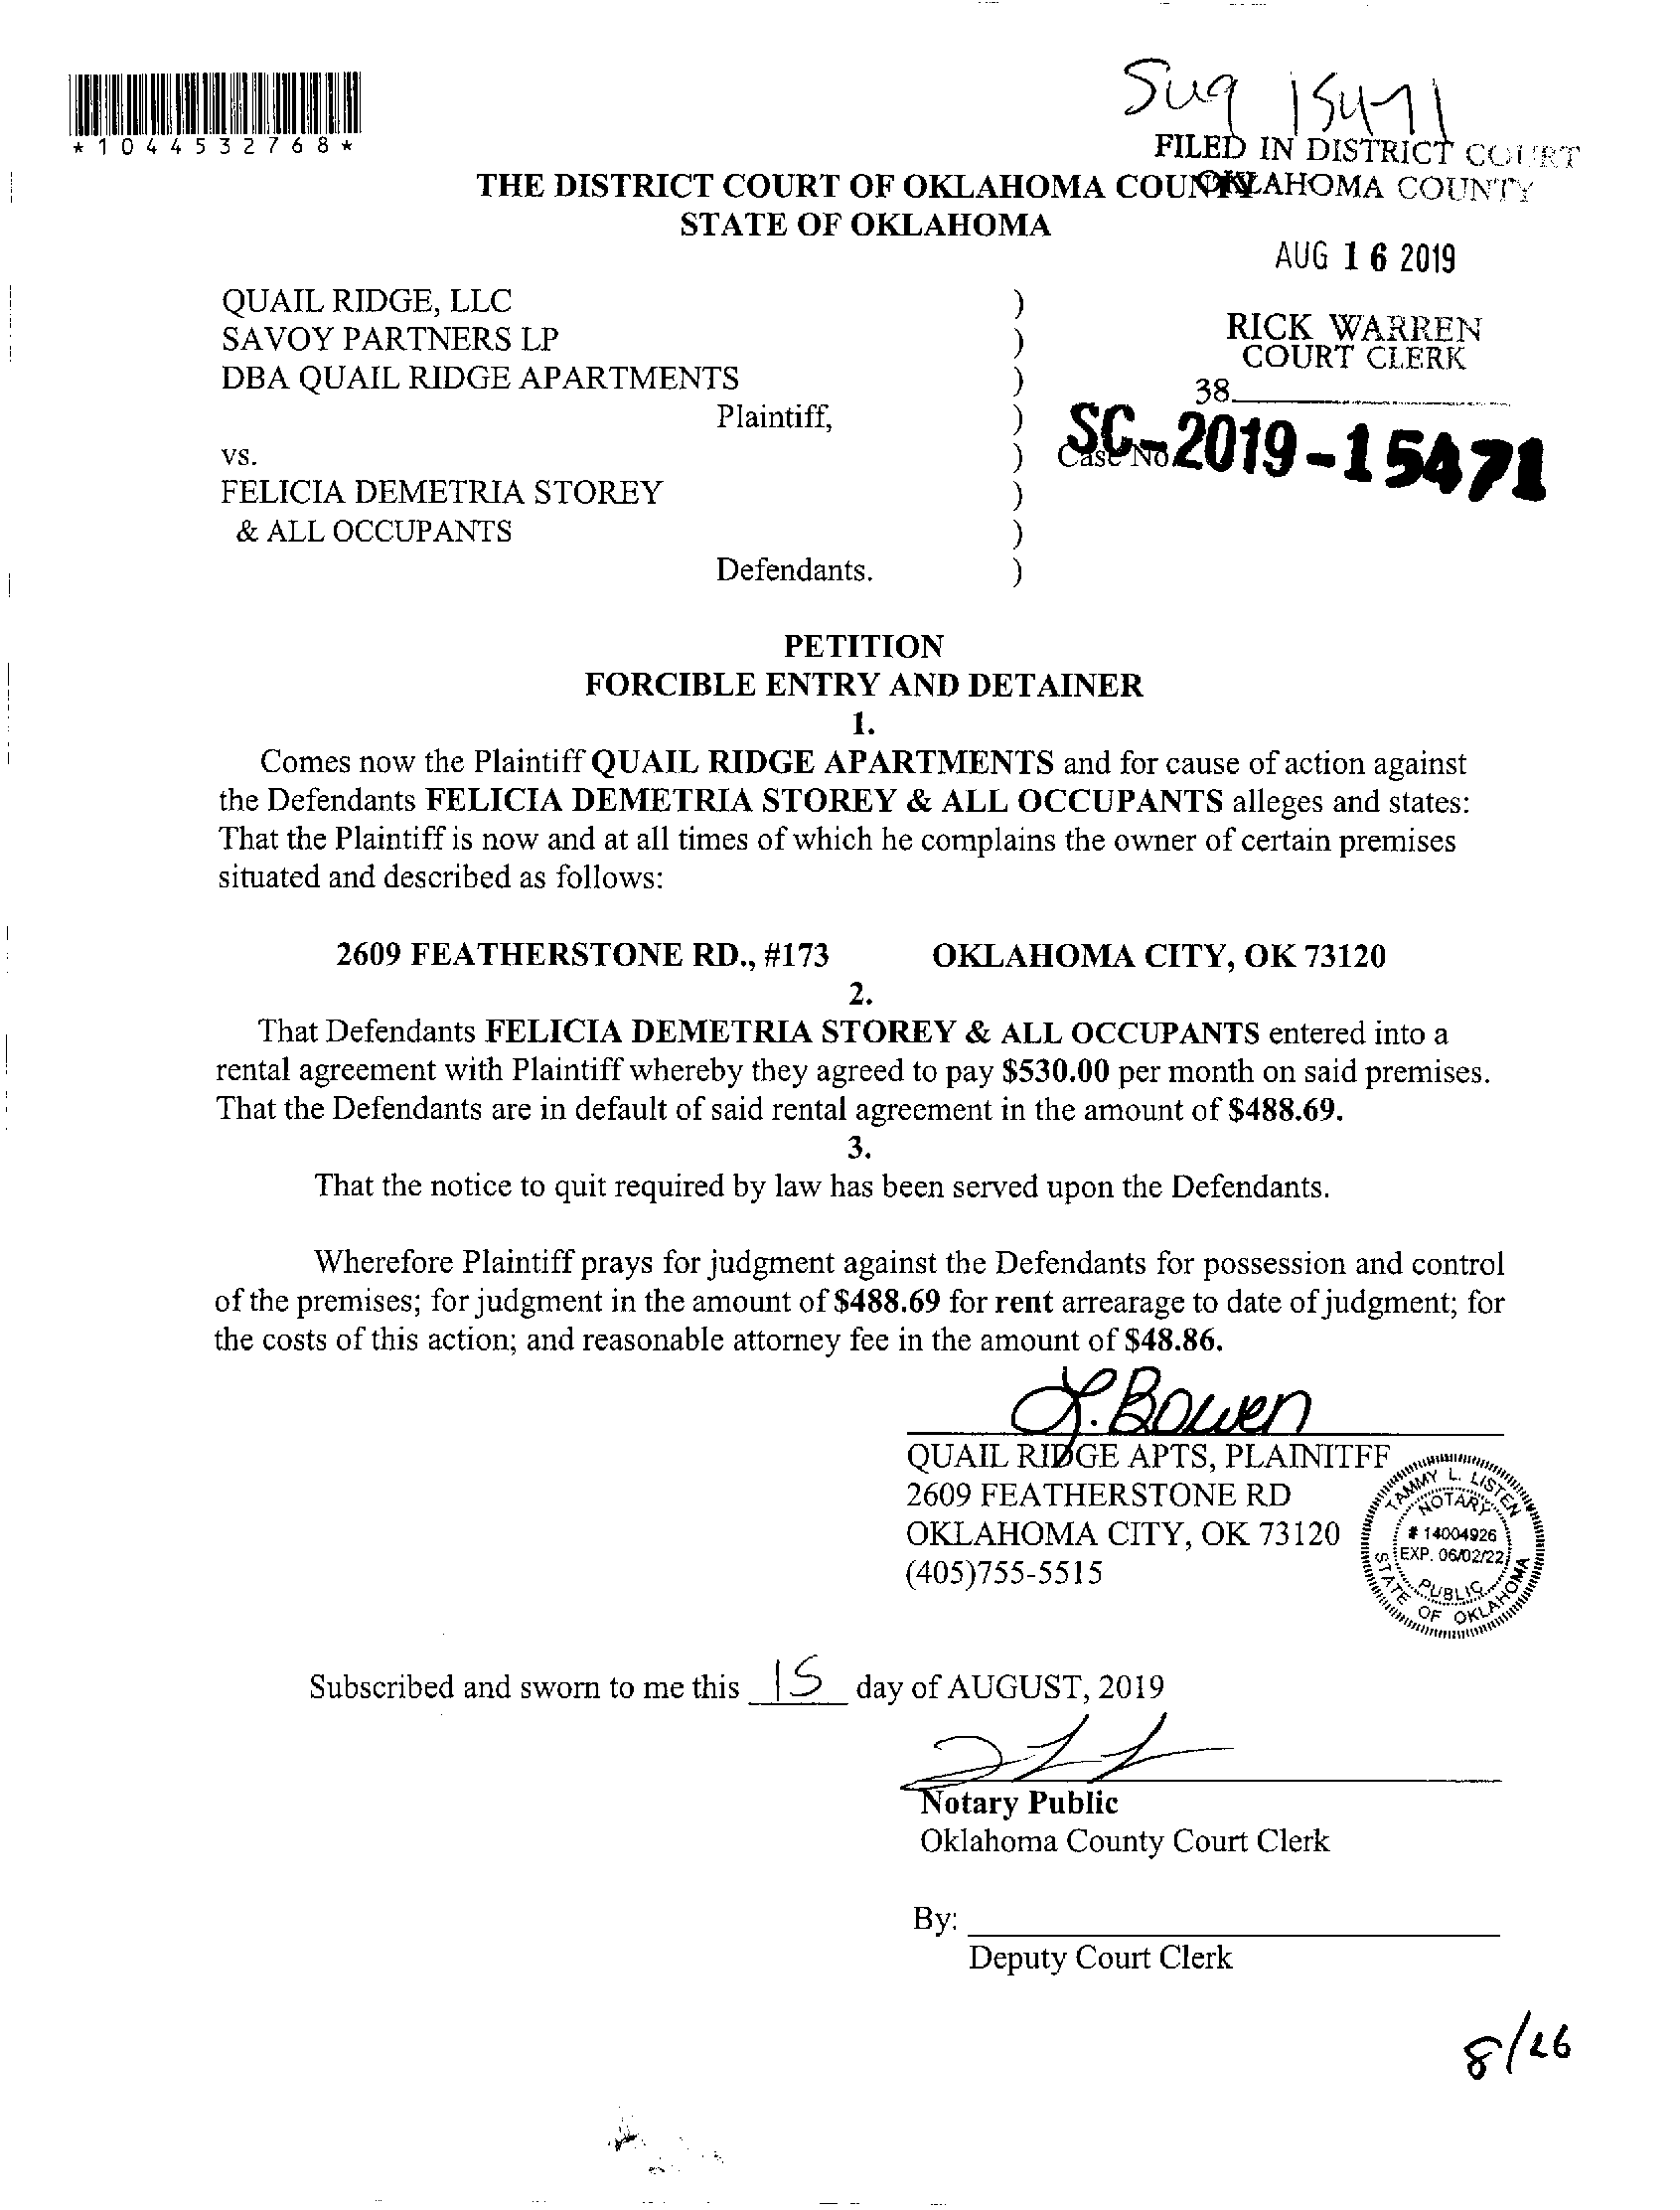 *1044532768*
FILED IN DISTRICT COURT
OKLAHOMA COUNTY
THE DISTRICT COURT OF OKLAHOMA COUNTY
STATE OF OKLAHOMA
AUG 16 2019
QUAIL RIDGE, LLC )
SAVOY PARTNERS LP )
DBA QUAIL RIDGE APARTMENTS )
Plaintiff, )
RICK WARREN
COURT CLERK
38
vs. ) Case No.
SC-2019-15471
FELICIA DEMETRIA STOREY )
& ALL OCCUPANTS )
Defendants. )
PETITION
FORCIBLE ENTRY AND DETAINER
1.
Comes now the Plaintiff QUAIL RIDGE APARTMENTS and for cause of action against
the Defendants FELICIA DEMETRIA STOREY & ALL OCCUPANTS alleges and states:
That the Plaintiff is now and at all times of which he complains the owner of certain premises
situated and described as follows:
2609 FEATHERSTONE RD., #173 OKLAHOMA CITY, OK 73120
2.
That Defendants FELICIA DEMETRIA STOREY & ALL OCCUPANTS entered into a
rental agreement with Plaintiff whereby they agreed to pay $530.00 per month on said premises.
That the Defendants are in default of said rental agreement in the amount of $488.69.
3.
That the notice to quit required by law has been served upon the Defendants.
Wherefore Plaintiff prays for judgment against the Defendants for possession and control
of the premises; for judgment in the amount of $488.69 for rent arrearage to date of judgment; for
the costs of this action; and reasonable attorney fee in the amount of $48.86.
L. Bowen
QUAIL RIDGE APTS, PLAINITFF
2609 FEATHERSTONE RD
OKLAHOMA CITY, OK 73120
(405)755-5515
TAMMY L. LISTEN
NOTARY
# 14004926
EXP. 06/02/22
PUBLIC
STATE OF OKLAHOMA
Subscribed and sworn to me this 15 day of AUGUST, 2019
Notary Public
Oklahoma County Court Clerk
By:
Deputy Court Clerk
8/26